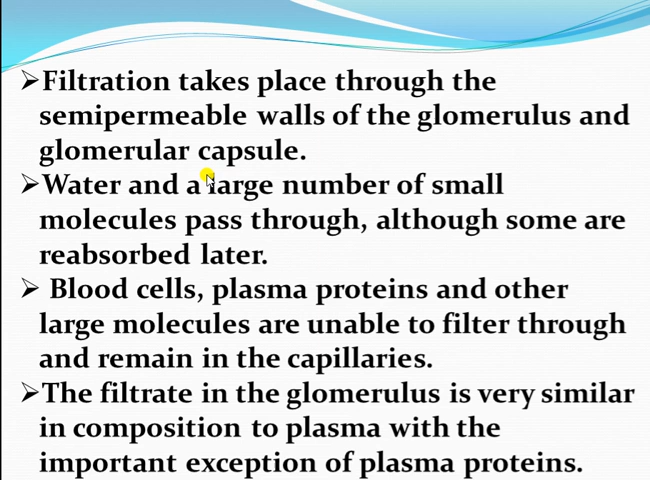 ➢Filtration takes place through the
semipermeable walls of the glomerulus and
glomerular capsule.
➢Water and a large number of small
molecules pass through, although some are
reabsorbed later.
➢ Blood cells, plasma proteins and other
large molecules are unable to filter through
and remain in the capillaries.
➢The filtrate in the glomerulus is very similar
in composition to plasma with the
important exception of plasma proteins.